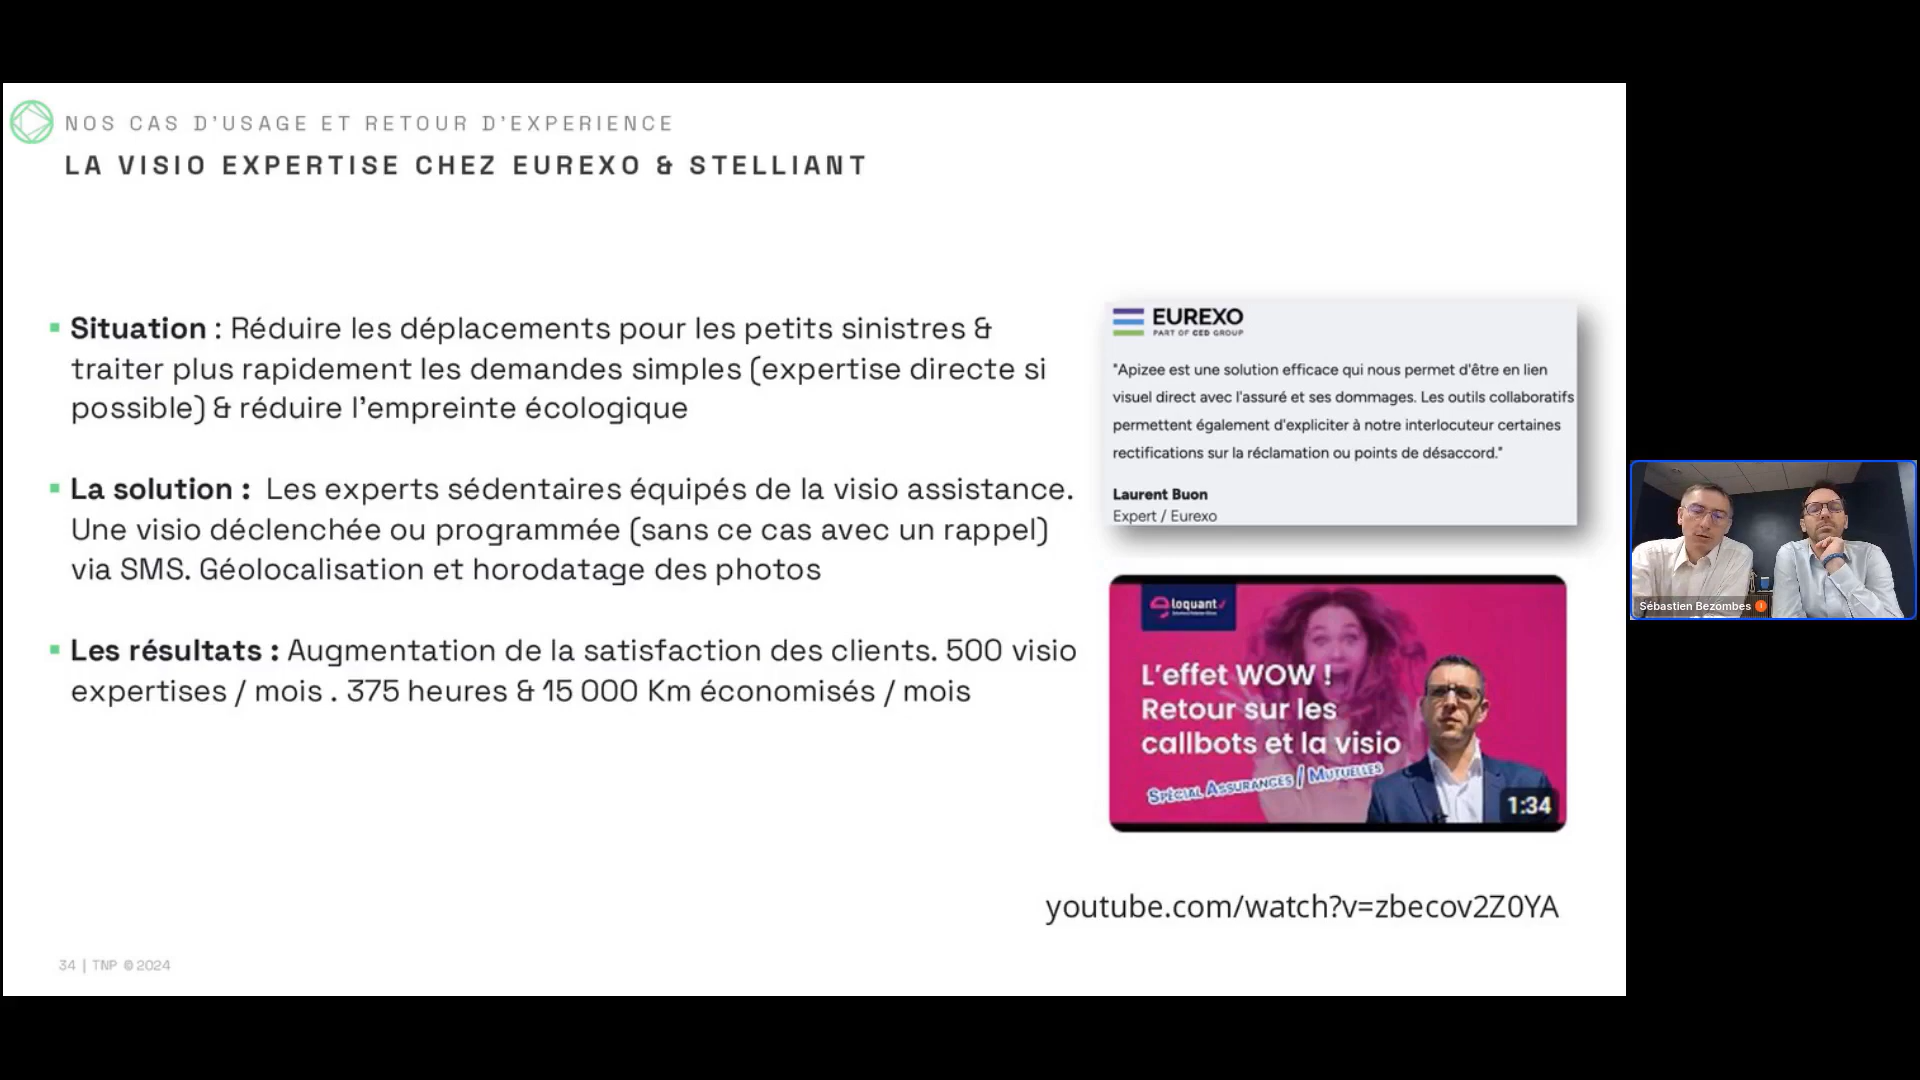 NOS CAS D'USAGE ET RETOUR D'EXPERIENCE
LA VISIO EXPERTISE CHEZ EUREXO & STELLIANT
Situation : Réduire les déplacements pour les petits sinistres &
traiter plus rapidement les demandes simples (expertise directe si
possible) & réduire l'empreinte écologique
La solution : Les experts sédentaires équipés de la visio assistance.
Une visio déclenchée ou programmée (sans ce cas avec un rappel)
via SMS. Géolocalisation et horodatage des photos
Les résultats : Augmentation de la satisfaction des clients. 500 visio
expertises / mois . 375 heures & 15 000 Km économisés / mois
EUREXO
PART OF CED GROUP
"Apizee est une solution efficace qui nous permet d'être en lien
visuel direct avec l'assuré et ses dommages. Les outils collaboratifs
permettent également d'expliciter à notre interlocuteur certaines
rectifications sur la réclamation ou points de désaccord."
Laurent Buon
Expert / Eurexo
eloquant
L'effet WOW !
Retour sur les
callbots et la visio
SPÉCIAL ASSURANCES / MUTUELLES
1:34
youtube.com/watch?v=zbecov2Z0YA
34 | TNP © 2024
Sébastien Bezombes